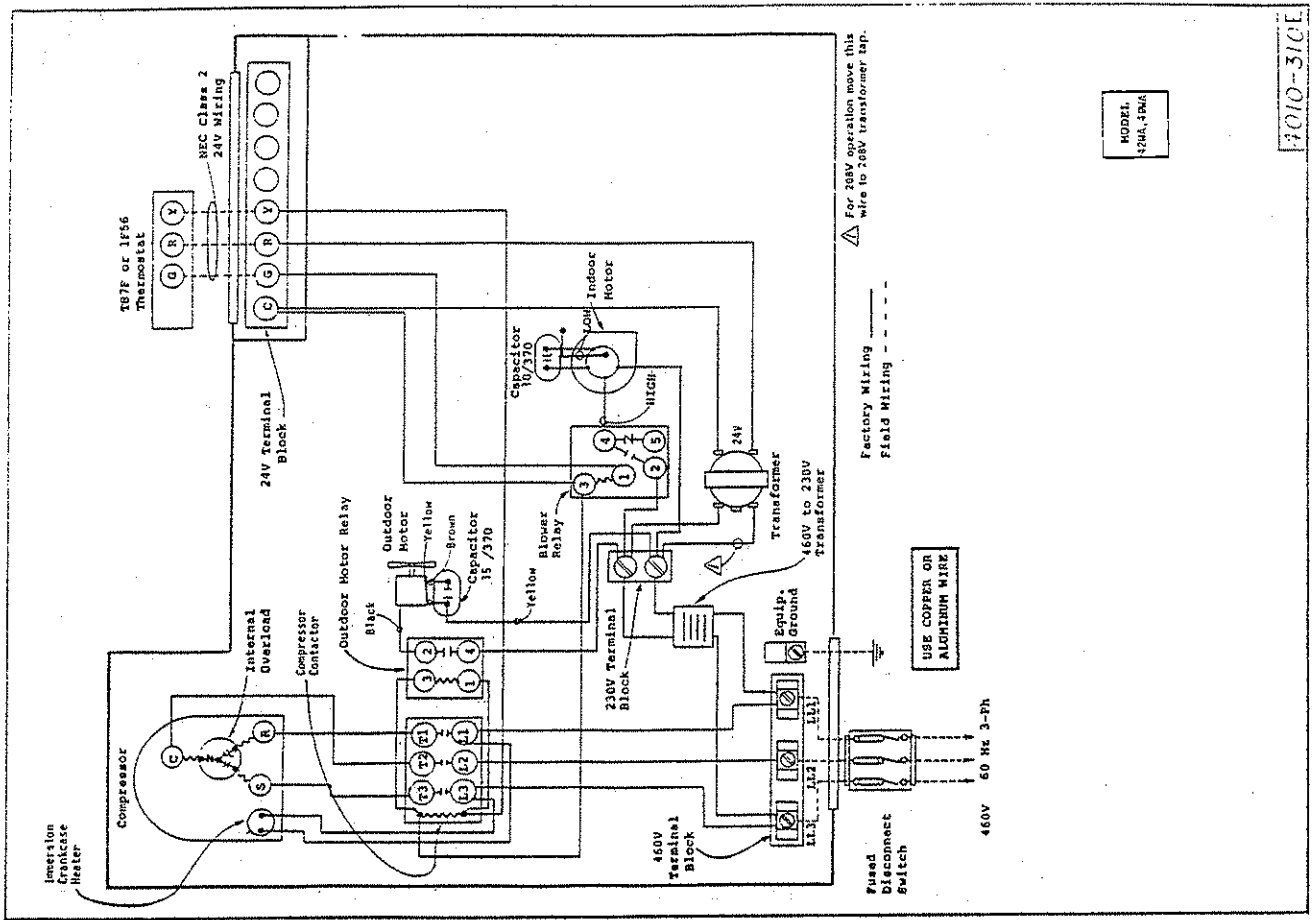 T87F or 1F56
Thermostat
G
R
Y
NEC Class 2
24V Wiring
C
G
R
Y
24V Terminal
Block
Capacitor
10/370
LOW
Indoor
Motor
HIGH
Blower
Relay
3
1
4
2
5
24V
Transformer
460V to 230V
Transformer
230V Terminal
Block
Outdoor
Motor
Yellow
Brown
Capacitor
15 /370
Yellow
Black
Outdoor Motor Relay
2
4
3
1
Compressor
Contactor
T1
L1
T2
L2
T3
L3
Internal
Overload
Compressor
C
R
S
Immersion
Crankcase
Heater
Equip.
Ground
460V
Terminal
Block
LL1
LL2
LL3
Fused
Disconnect
Switch
460V 60 Hz 3-Ph
USE COPPER OR
ALUMINUM WIRE
Factory Wiring
Field Wiring
For 208V operation move this
wire to 208V transformer tap.
MODEL
4010-310E